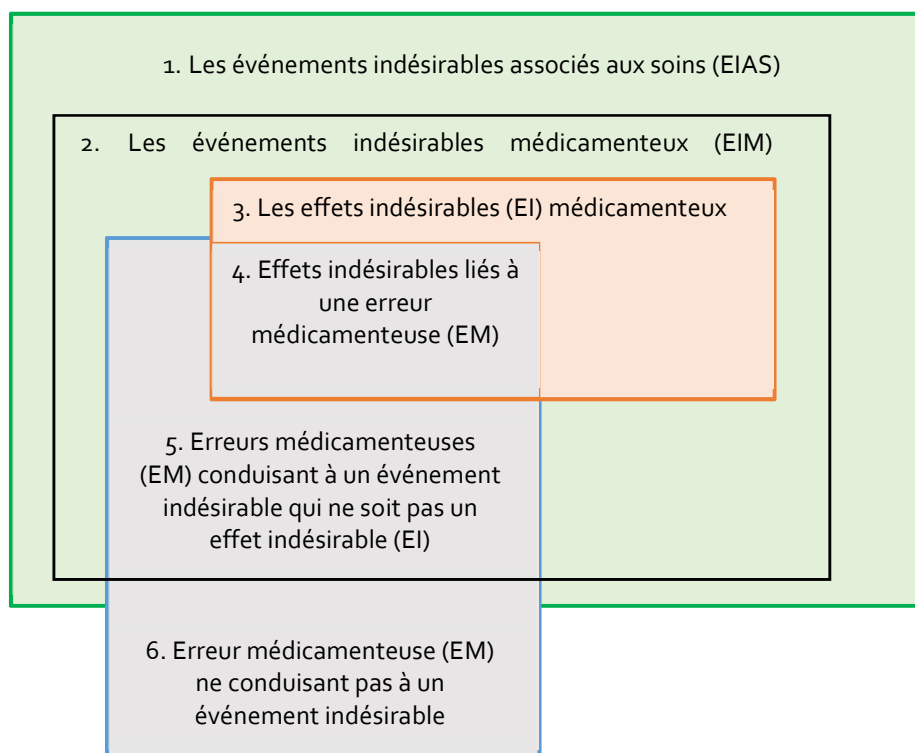 1. Les événements indésirables associés aux soins (EIAS)
2. Les événements indésirables médicamenteux (EIM)
3. Les effets indésirables (EI) médicamenteux
4. Effets indésirables liés à
une erreur
médicamenteuse (EM)
5. Erreurs médicamenteuses
(EM) conduisant à un événement
indésirable qui ne soit pas un
effet indésirable (EI)
6. Erreur médicamenteuse (EM)
ne conduisant pas à un
événement indésirable